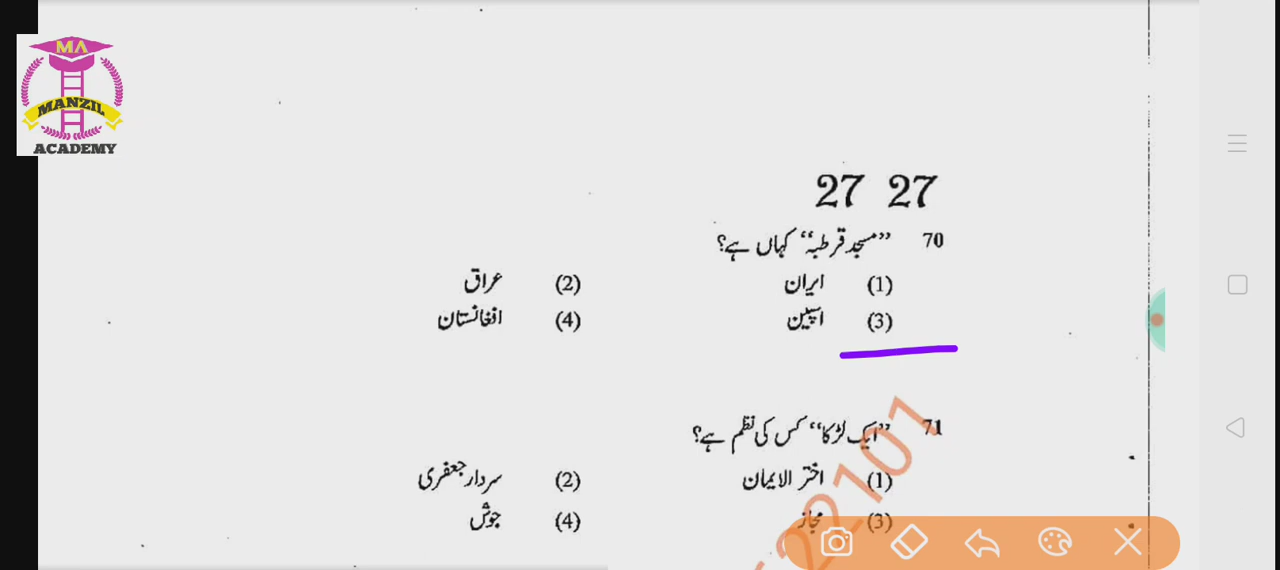 MA
MANZIL
ACADEMY
27 27
70 ”مسجد قرطبہ“ کہاں ہے؟
(1) ایران (2) عراق
(3) اسپین (4) افغانستان
71 ”ایک لڑکا“ کس کی نظم ہے؟
(1) اختر الایمان (2) سردار جعفری
(3) مجاز (4) جوش
22101